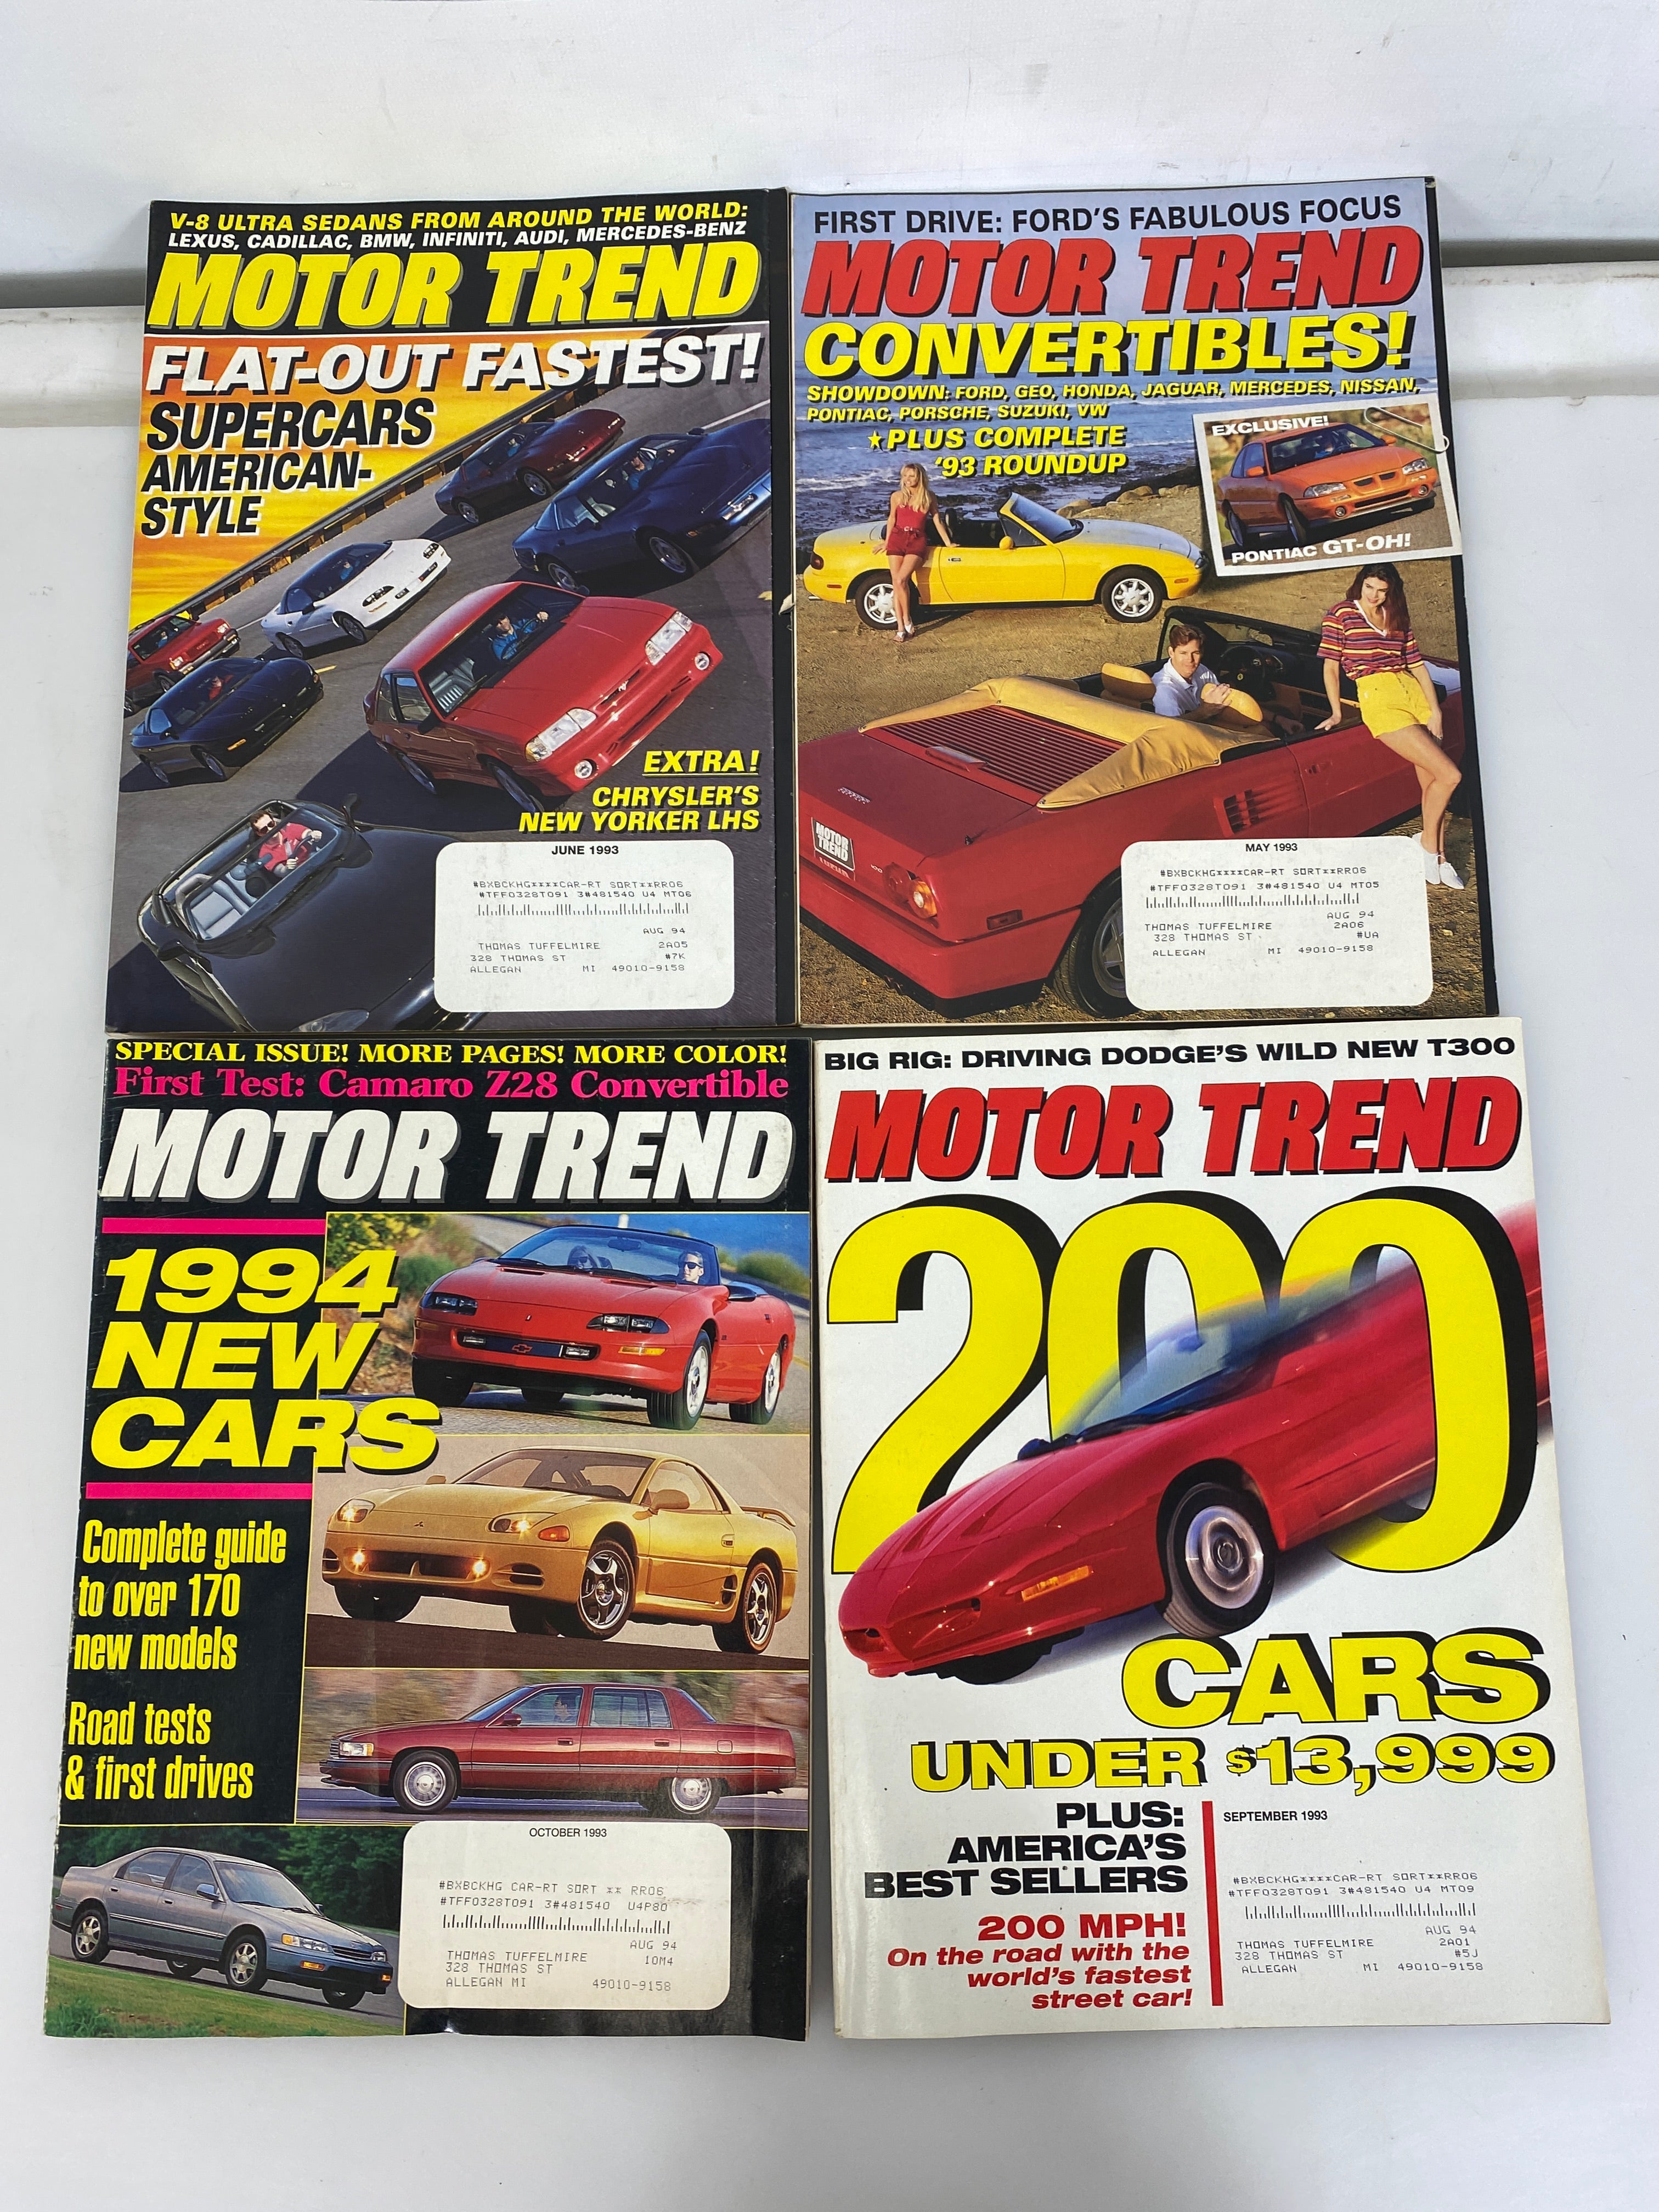 V-8 ULTRA SEDANS FROM AROUND THE WORLD:
LEXUS, CADILLAC, BMW, INFINITI, AUDI, MERCEDES-BENZ
MOTOR TREND
FLAT-OUT FASTEST!
SUPERCARS
AMERICAN-
STYLE
EXTRA!
CHRYSLER'S
NEW YORKER LHS
JUNE 1993
#BXBCKHG****CAR-RT SORT**RR06
#TFF0328T091 3#481540 U4 MT06
AUG 94
THOMAS TUFFELMIRE 2A05
328 THOMAS ST #7K
ALLEGAN MI 49010-9158
FIRST DRIVE: FORD'S FABULOUS FOCUS
MOTOR TREND
CONVERTIBLES!
SHOWDOWN: FORD, GEO, HONDA, JAGUAR, MERCEDES, NISSAN,
PONTIAC, PORSCHE, SUZUKI, VW
★PLUS COMPLETE
'93 ROUNDUP
EXCLUSIVE!
PONTIAC GT-OH!
MOTOR
TREND
MAY 1993
#BXBCKHG****CAR-RT SORT**RR06
#TFF0328T091 3#481540 U4 MT05
AUG 94
THOMAS TUFFELMIRE 2A06
328 THOMAS ST #UA
ALLEGAN MI 49010-9158
SPECIAL ISSUE! MORE PAGES! MORE COLOR!
First Test: Camaro Z28 Convertible
MOTOR TREND
1994
NEW
CARS
Complete guide
to over 170
new models
Road tests
& first drives
OCTOBER 1993
#BXBCKHG CAR-RT SORT ** RR06
#TFF0328T091 3#481540 U4P80
AUG 94
THOMAS TUFFELMIRE 10M4
328 THOMAS ST
ALLEGAN MI 49010-9158
BIG RIG: DRIVING DODGE'S WILD NEW T300
MOTOR TREND
200
CARS
UNDER $13,999
PLUS:
AMERICA'S
BEST SELLERS
200 MPH!
On the road with the
world's fastest
street car!
SEPTEMBER 1993
#BXBCKHG****CAR-RT SORT**RR06
#TFF0328T091 3#481540 U4 MT09
AUG 94
THOMAS TUFFELMIRE 2A01
328 THOMAS ST #5J
ALLEGAN MI 49010-9158